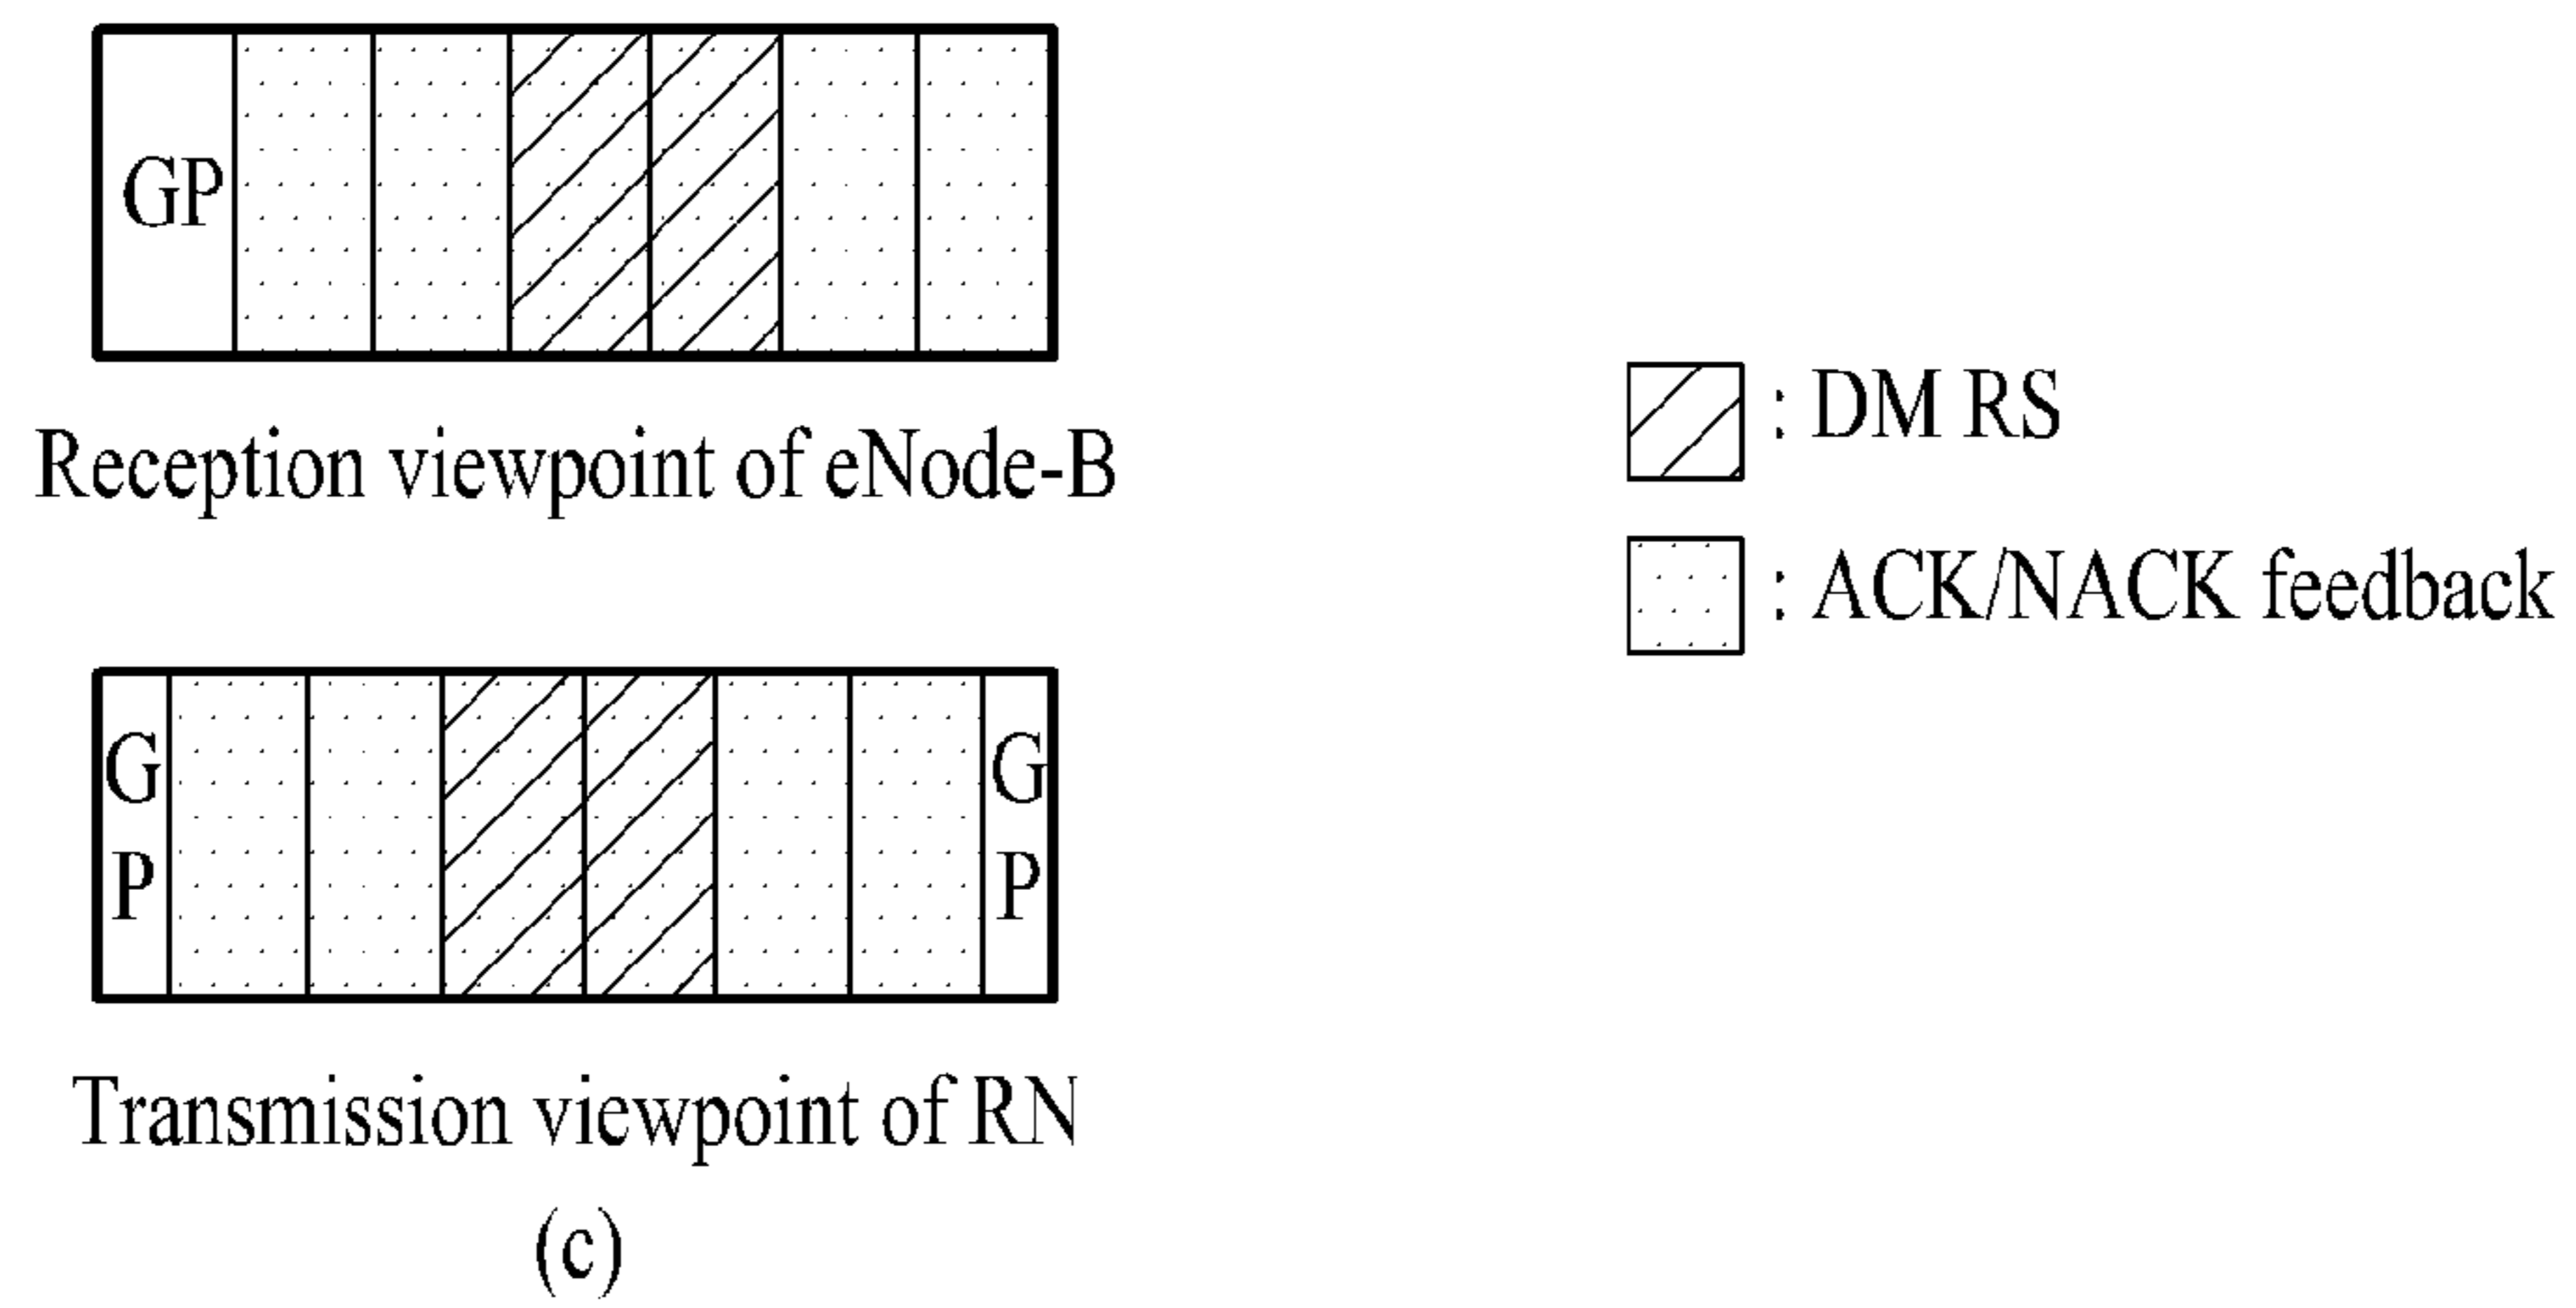 GP
Reception viewpoint of eNode-B
: DM RS
: ACK/NACK feedback
G
P
G
P
Transmission viewpoint of RN
(c)